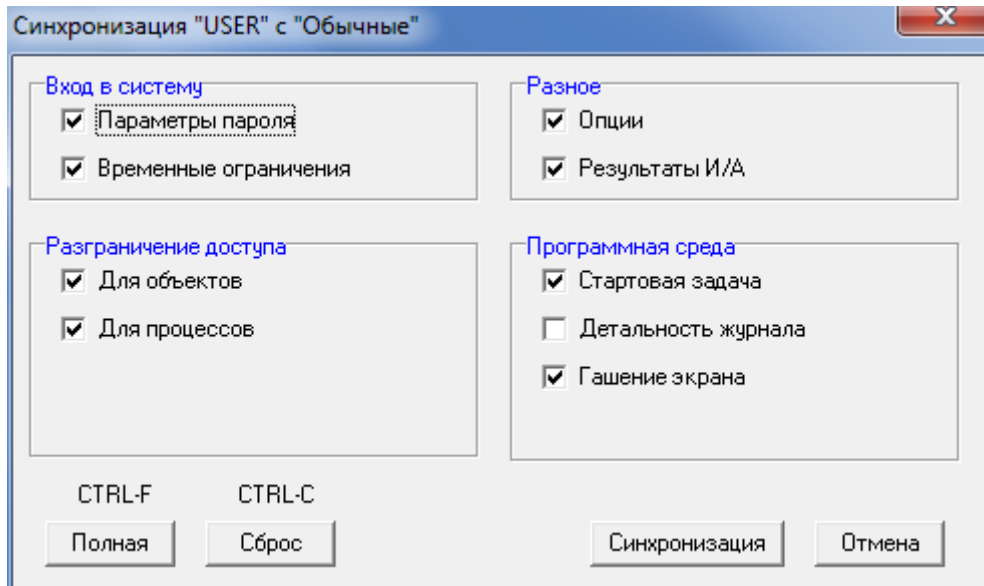 Синхронизация "USER" с "Обычные"
Вход в систему
Параметры пароля
Временные ограничения
Разное
Опции
Результаты И/А
Разграничение доступа
Для объектов
Для процессов
Программная среда
Стартовая задача
Детальность журнала
Гашение экрана
CTRL-F CTRL-C
Полная Сброс Синхронизация Отмена